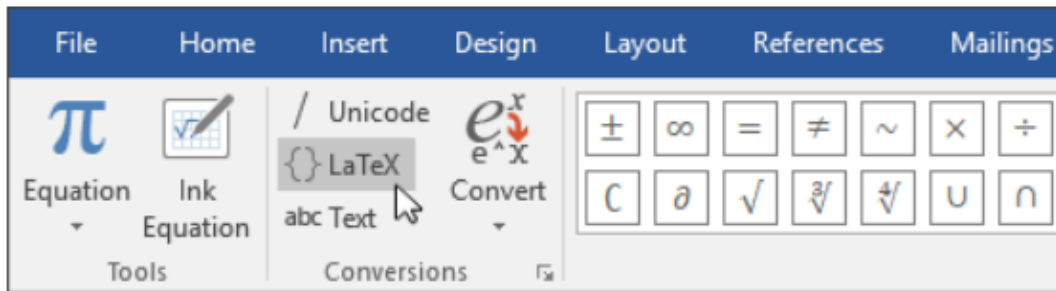 File Home Insert Design Layout References Mailings
π Equation
√ Ink Equation
/ Unicode
{} LaTeX
abc Text
e^x e^x Convert
± ∞ = ≠ ~ × ÷
C ∂ √ ∛ ∜ ∪ ∩
Tools Conversions